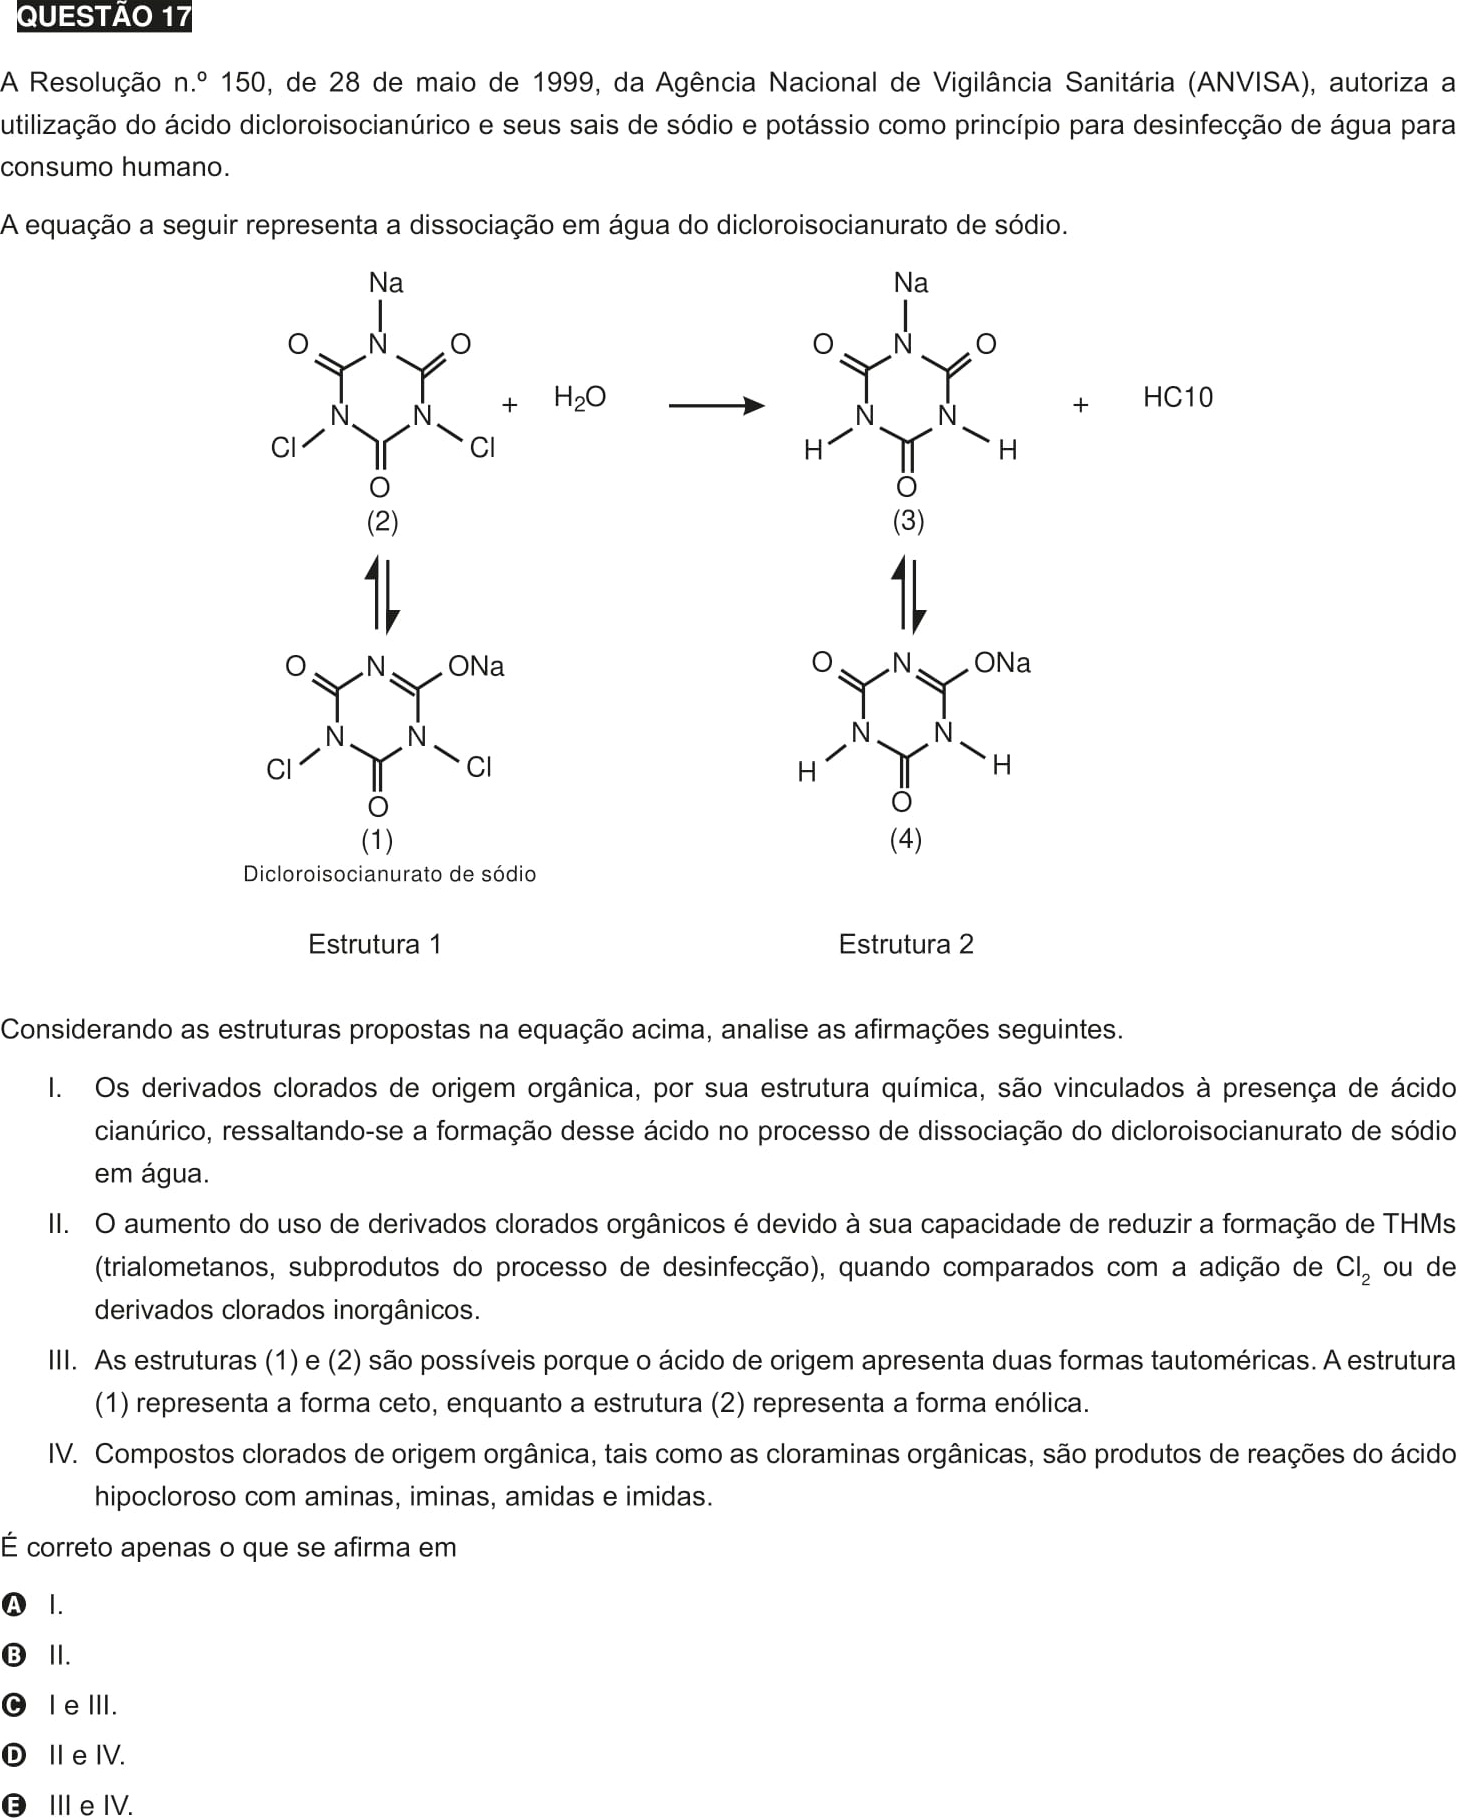 QUESTÃO 17
A Resolução n.º 150, de 28 de maio de 1999, da Agência Nacional de Vigilância Sanitária (ANVISA), autoriza a
utilização do ácido dicloroisocianúrico e seus sais de sódio e potássio como princípio para desinfecção de água para
consumo humano.
A equação a seguir representa a dissociação em água do dicloroisocianurato de sódio.
Na Na
O N O O N O
+ H₂O + HC10
N N N N
Cl Cl H H
O O
(2) (3)
O N ONa O N ONa
N N N N
Cl Cl H H
O O
(1) (4)
Dicloroisocianurato de sódio
Estrutura 1 Estrutura 2
Considerando as estruturas propostas na equação acima, analise as afirmações seguintes.
I. Os derivados clorados de origem orgânica, por sua estrutura química, são vinculados à presença de ácido
cianúrico, ressaltando-se a formação desse ácido no processo de dissociação do dicloroisocianurato de sódio
em água.
II. O aumento do uso de derivados clorados orgânicos é devido à sua capacidade de reduzir a formação de THMs
(trialometanos, subprodutos do processo de desinfecção), quando comparados com a adição de Cl₂ ou de
derivados clorados inorgânicos.
III. As estruturas (1) e (2) são possíveis porque o ácido de origem apresenta duas formas tautoméricas. A estrutura
(1) representa a forma ceto, enquanto a estrutura (2) representa a forma enólica.
IV. Compostos clorados de origem orgânica, tais como as cloraminas orgânicas, são produtos de reações do ácido
hipocloroso com aminas, iminas, amidas e imidas.
É correto apenas o que se afirma em
A I.
B II.
C I e III.
D II e IV.
E III e IV.